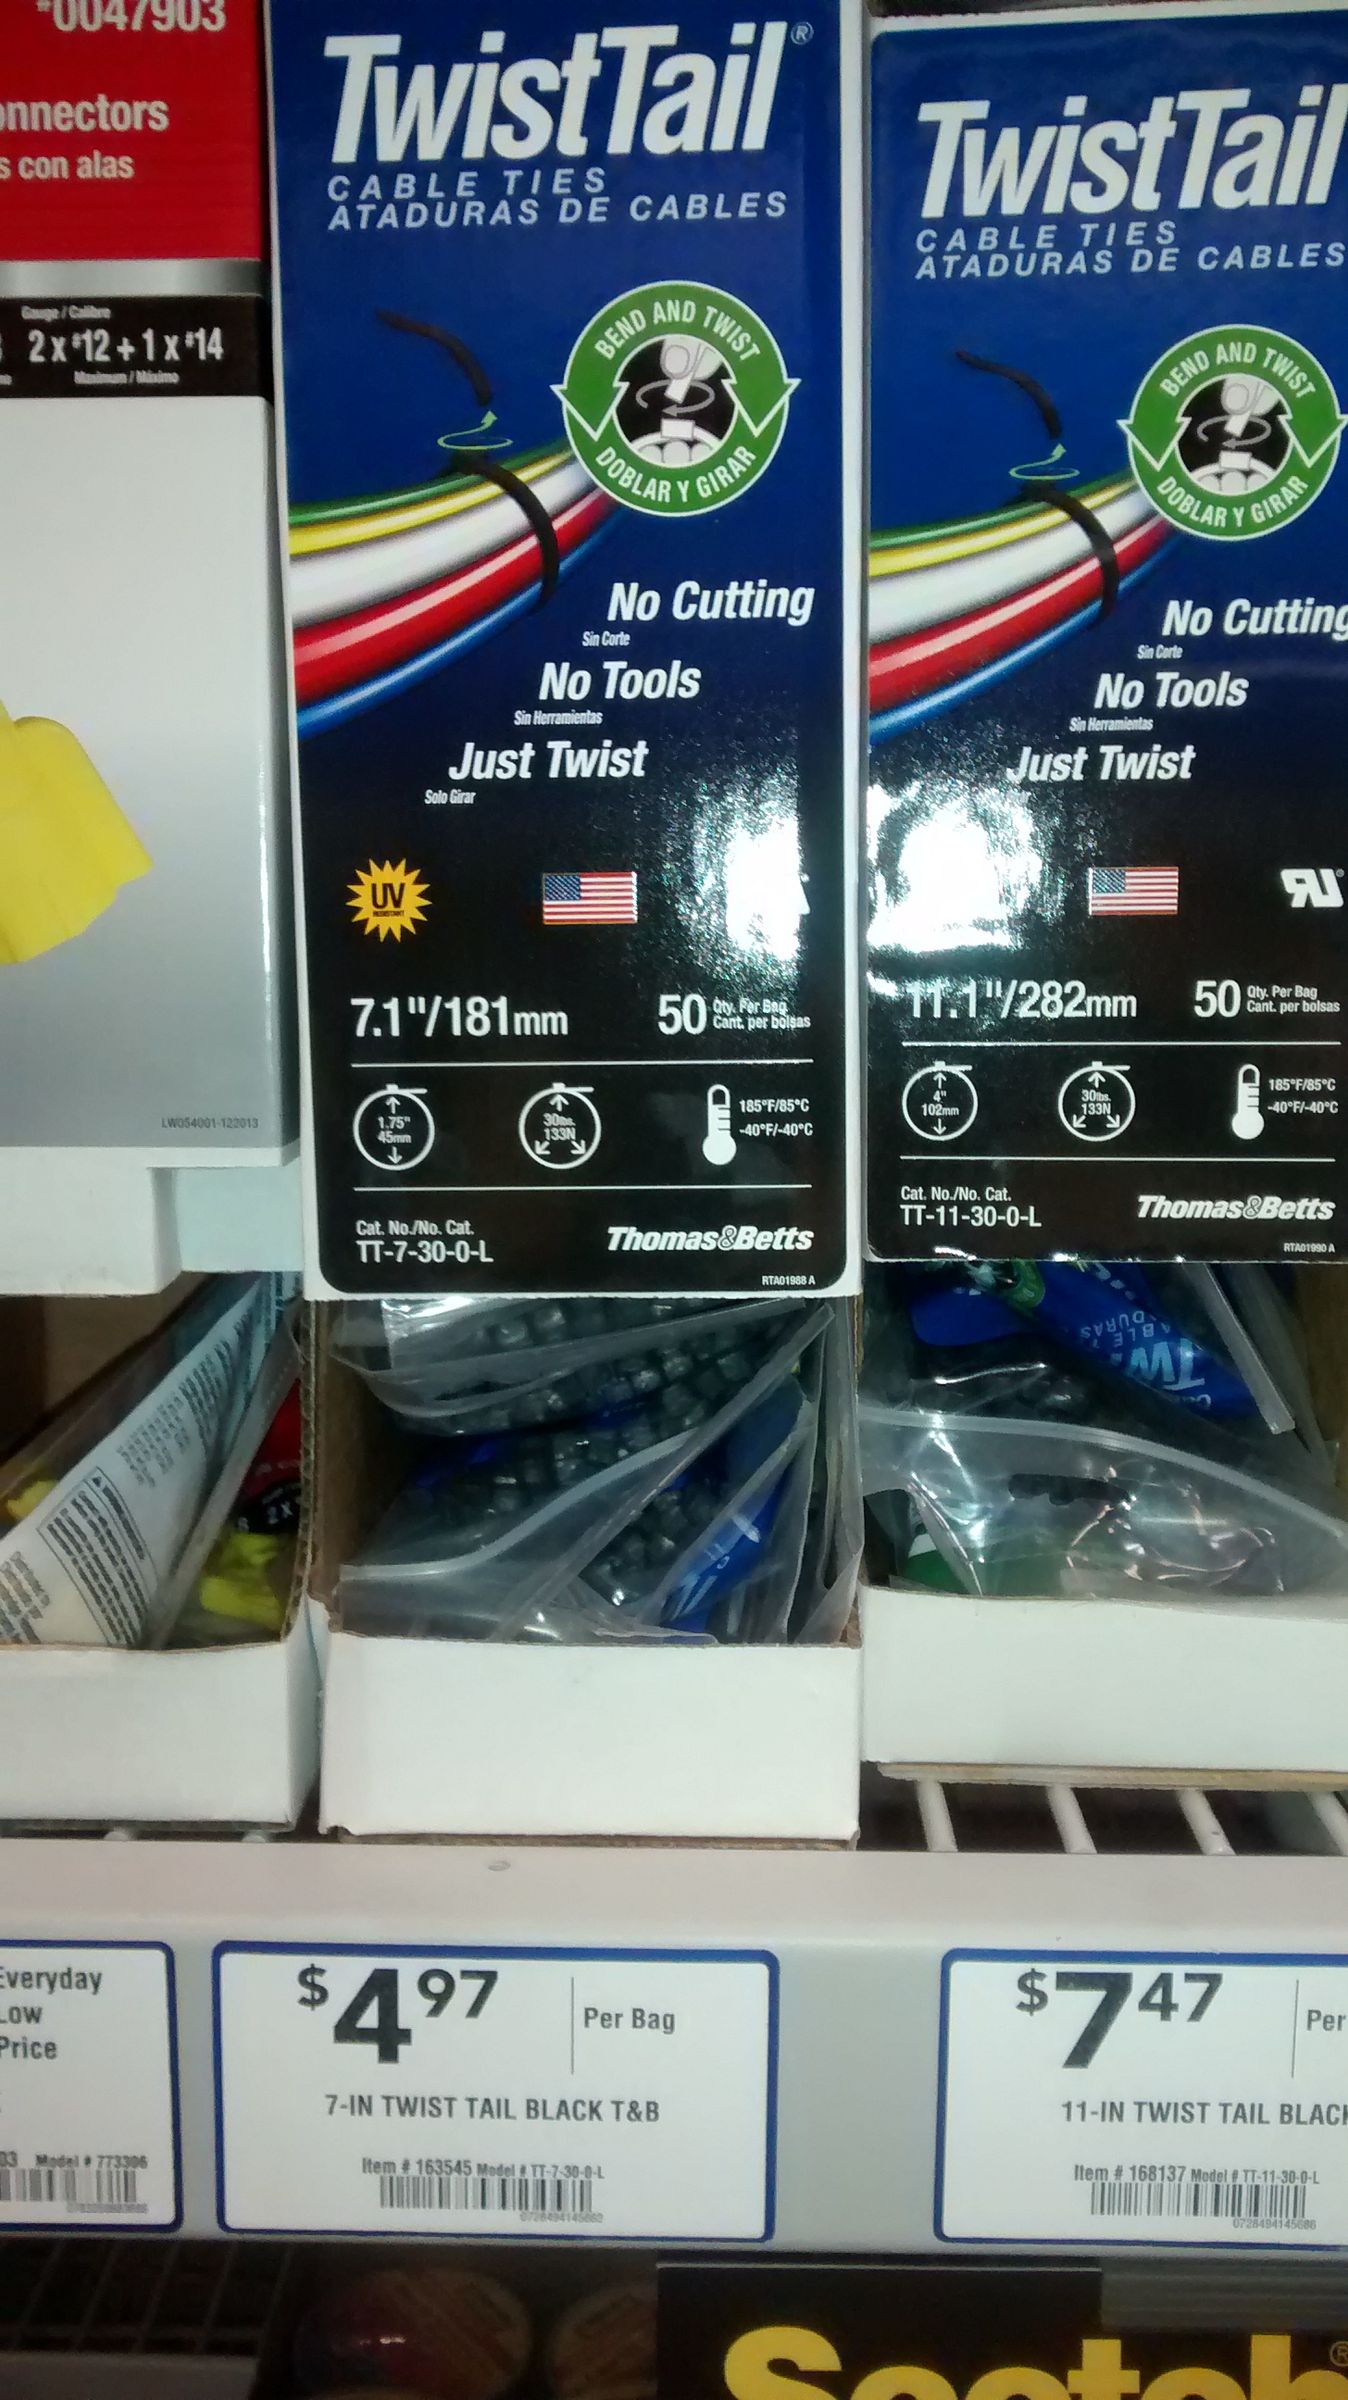 #0047903
onnectors
s con alas
Gauge / Calibre
2 x #12 + 1 x #14
Maximum / Máximo
LW054001-122013
TwistTail®
CABLE TIES
ATADURAS DE CABLES
BEND AND TWIST
DOBLAR Y GIRAR
No Cutting
Sin Corte
No Tools
Sin Herramientas
Just Twist
Solo Girar
UV
RESISTANT
7.1"/181mm
50 Qty. Per Bag
Cant. per bolsas
1.75"
45mm
30lbs.
133N
185°F/85°C
-40°F/-40°C
Cat. No./No. Cat.
TT-7-30-0-L
Thomas&Betts
RTA01988 A
TwistTail
CABLE TIES
ATADURAS DE CABLES
BEND AND TWIST
DOBLAR Y GIRAR
No Cutting
Sin Corte
No Tools
Sin Herramientas
Just Twist
11.1"/282mm
50 Qty. Per Bag
Cant. per bolsas
4"
102mm
30lbs.
133N
185°F/85°C
-40°F/-40°C
Cat. No./No. Cat.
TT-11-30-0-L
Thomas&Betts
RTA01990 A
Everyday
Low
Price
03 Model # 773306
$4 97 Per Bag
7-IN TWIST TAIL BLACK T&B
Item # 163545 Model # TT-7-30-0-L
$7 47 Per
11-IN TWIST TAIL BLACK
Item # 168137 Model # TT-11-30-0-L
0728494145686
Scotch®